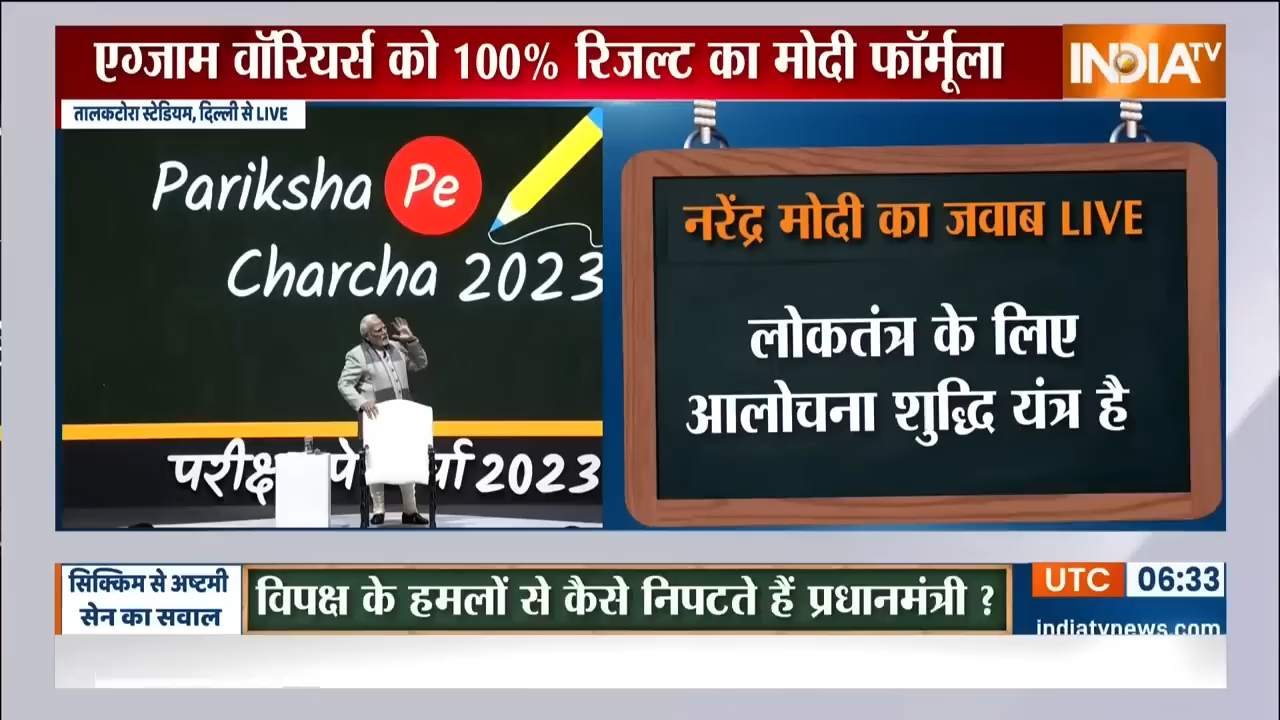 एग्जाम वॉरियर्स को 100% रिजल्ट का मोदी फॉर्मूला
INDIA TV
तालकटोरा स्टेडियम, दिल्ली से LIVE
Pariksha Pe
Charcha 2023
2023
नरेंद्र मोदी का जवाब LIVE
लोकतंत्र के लिए
आलोचना शुद्धि यंत्र है
सिक्किम से अष्टमी
सेन का सवाल
विपक्ष के हमलों से कैसे निपटते हैं प्रधानमंत्री ?
UTC 06:33
indiatvnews.com